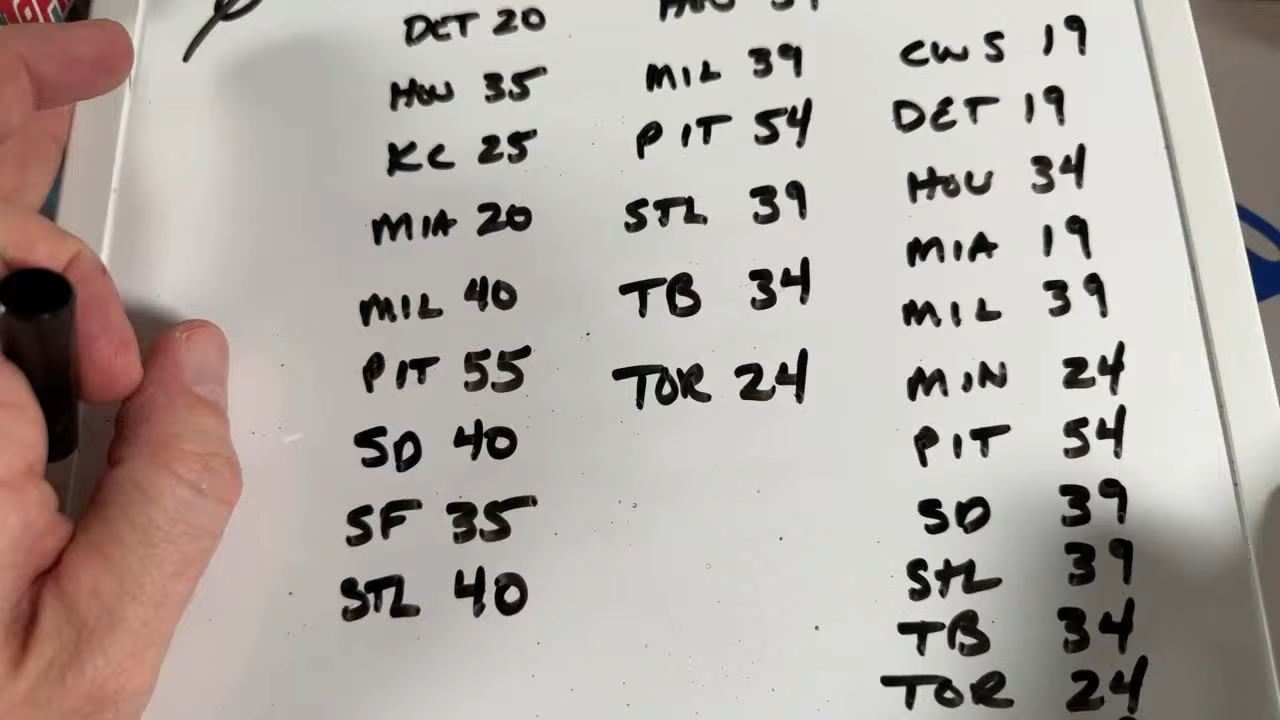 DET 20
HOU 35
KC 25
MIA 20
MIL 40
PIT 55
SD 40
SF 35
STL 40
MIL 39
PIT 54
STL 39
TB 34
TOR 24
CWS 19
DET 19
HOU 34
MIA 19
MIL 39
MIN 24
PIT 54
SD 39
STL 39
TB 34
TOR 24